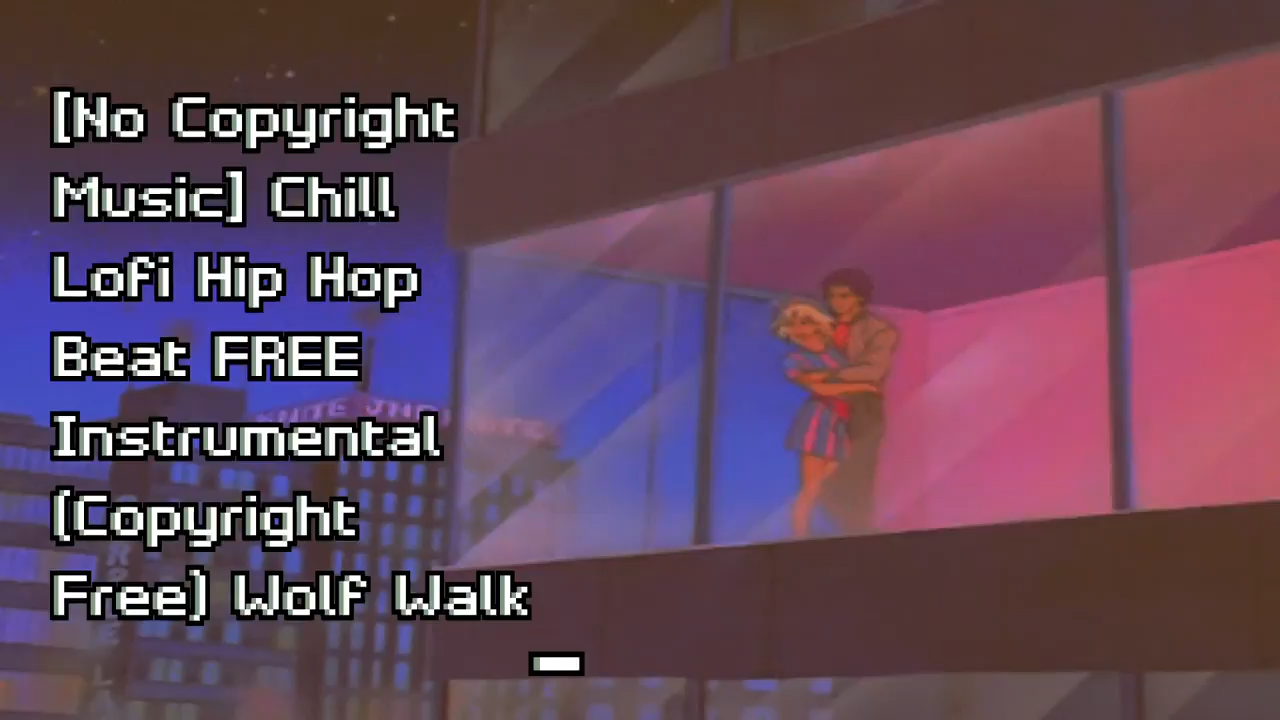 [No Copyright
Music] Chill
Lofi Hip Hop
Beat FREE
Instrumental
(Copyright
Free) Wolf Walk
_